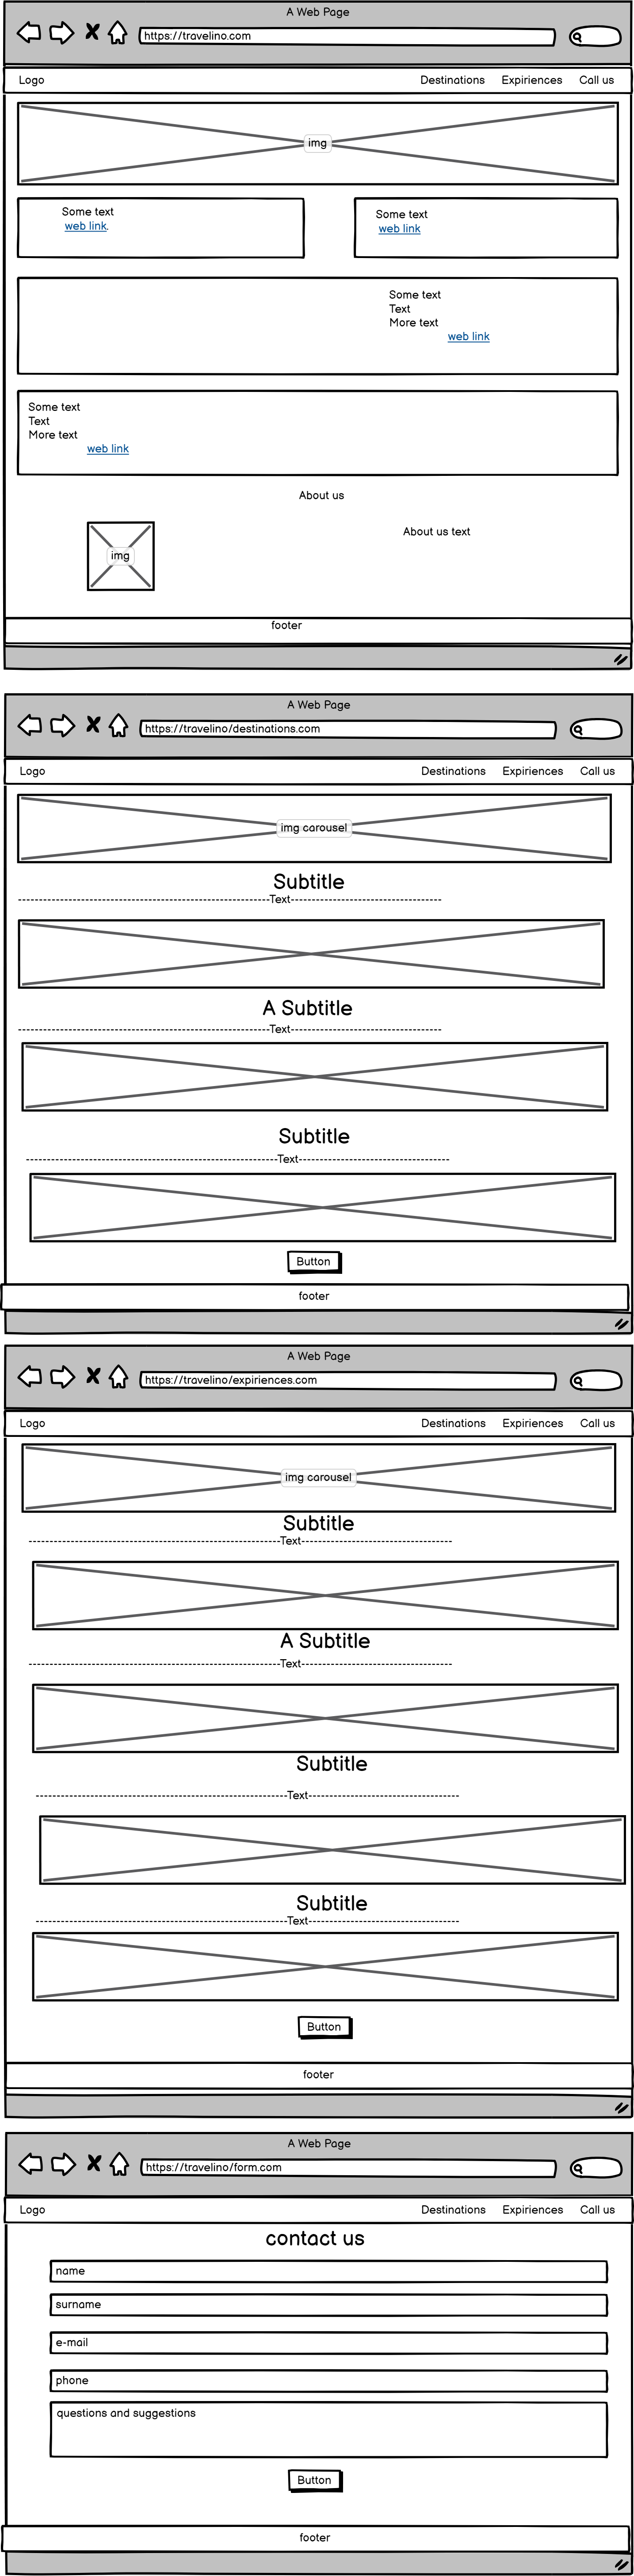 A Web Page
https://travelino.com
Logo Destinations Expiriences Call us
img
Some text
web link.
Some text
web link
Some text
Text
More text
web link
Some text
Text
More text
web link
About us
img
About us text
footer
A Web Page
https://travelino/destinations.com
Logo Destinations Expiriences Call us
img carousel
Subtitle
Text
A Subtitle
Text
Subtitle
Text
Button
footer
A Web Page
https://travelino/expiriences.com
Logo Destinations Expiriences Call us
img carousel
Subtitle
Text
A Subtitle
Text
Subtitle
Text
Subtitle
Text
Button
footer
A Web Page
https://travelino/form.com
Logo Destinations Expiriences Call us
contact us
name
surname
e-mail
phone
questions and suggestions
Button
footer